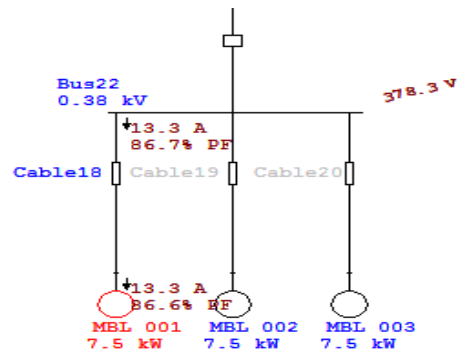 Bus22
0.38 kV
378.3 V
13.3 A
86.7% PF
Cable18
Cable19
Cable20
13.3 A
86.6% PF
MBL 001
MBL 002
MBL 003
7.5 kW
7.5 kW
7.5 kW